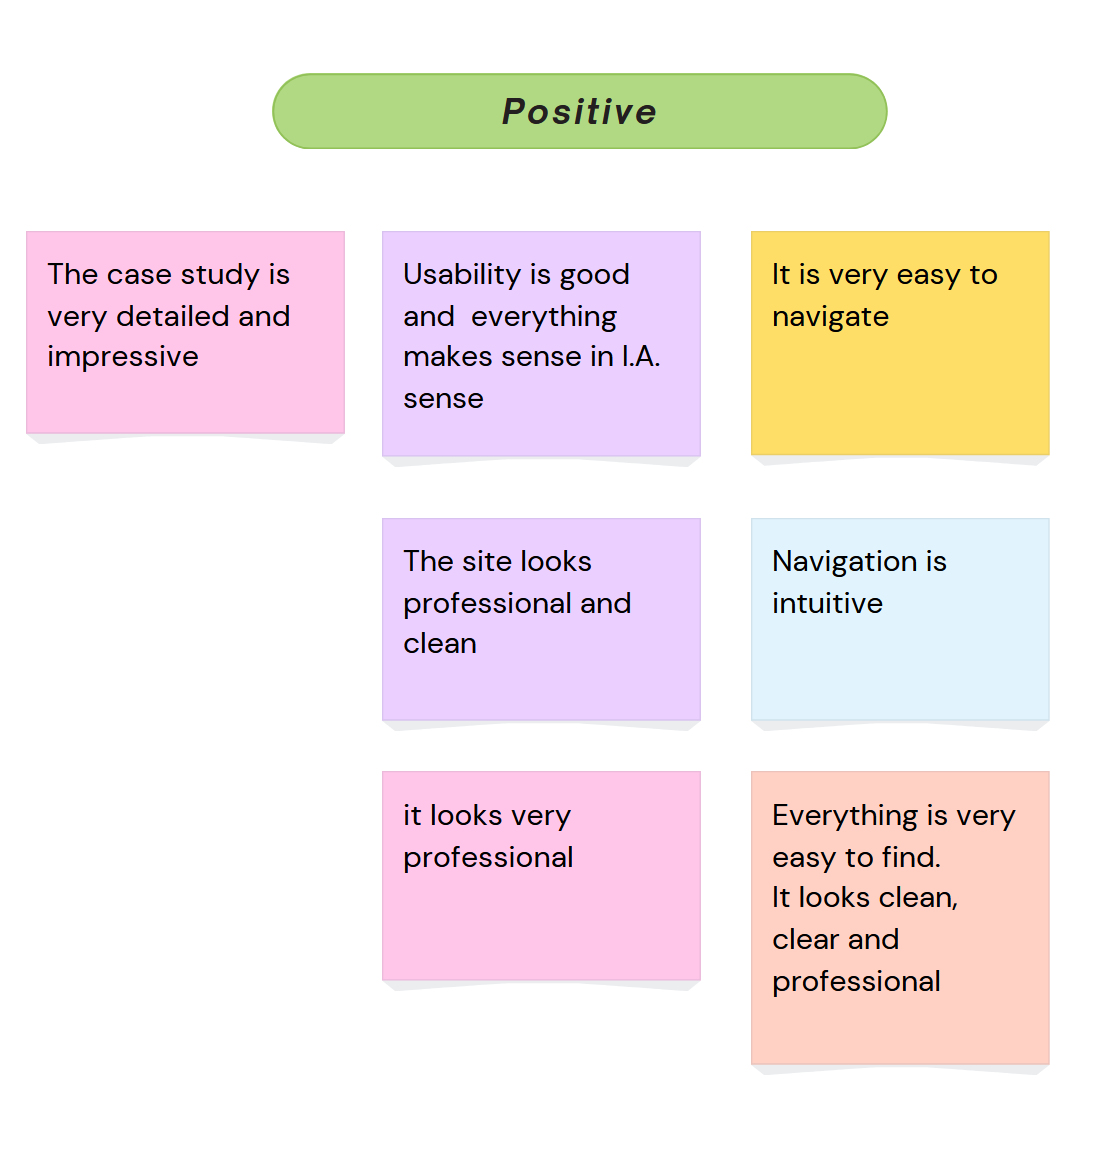 Positive
The case study is
very detailed and
impressive
Usability is good
and  everything
makes sense in I.A.
sense
It is very easy to
navigate
The site looks
professional and
clean
Navigation is
intuitive
it looks very
professional
Everything is very
easy to find.
It looks clean,
clear and
professional